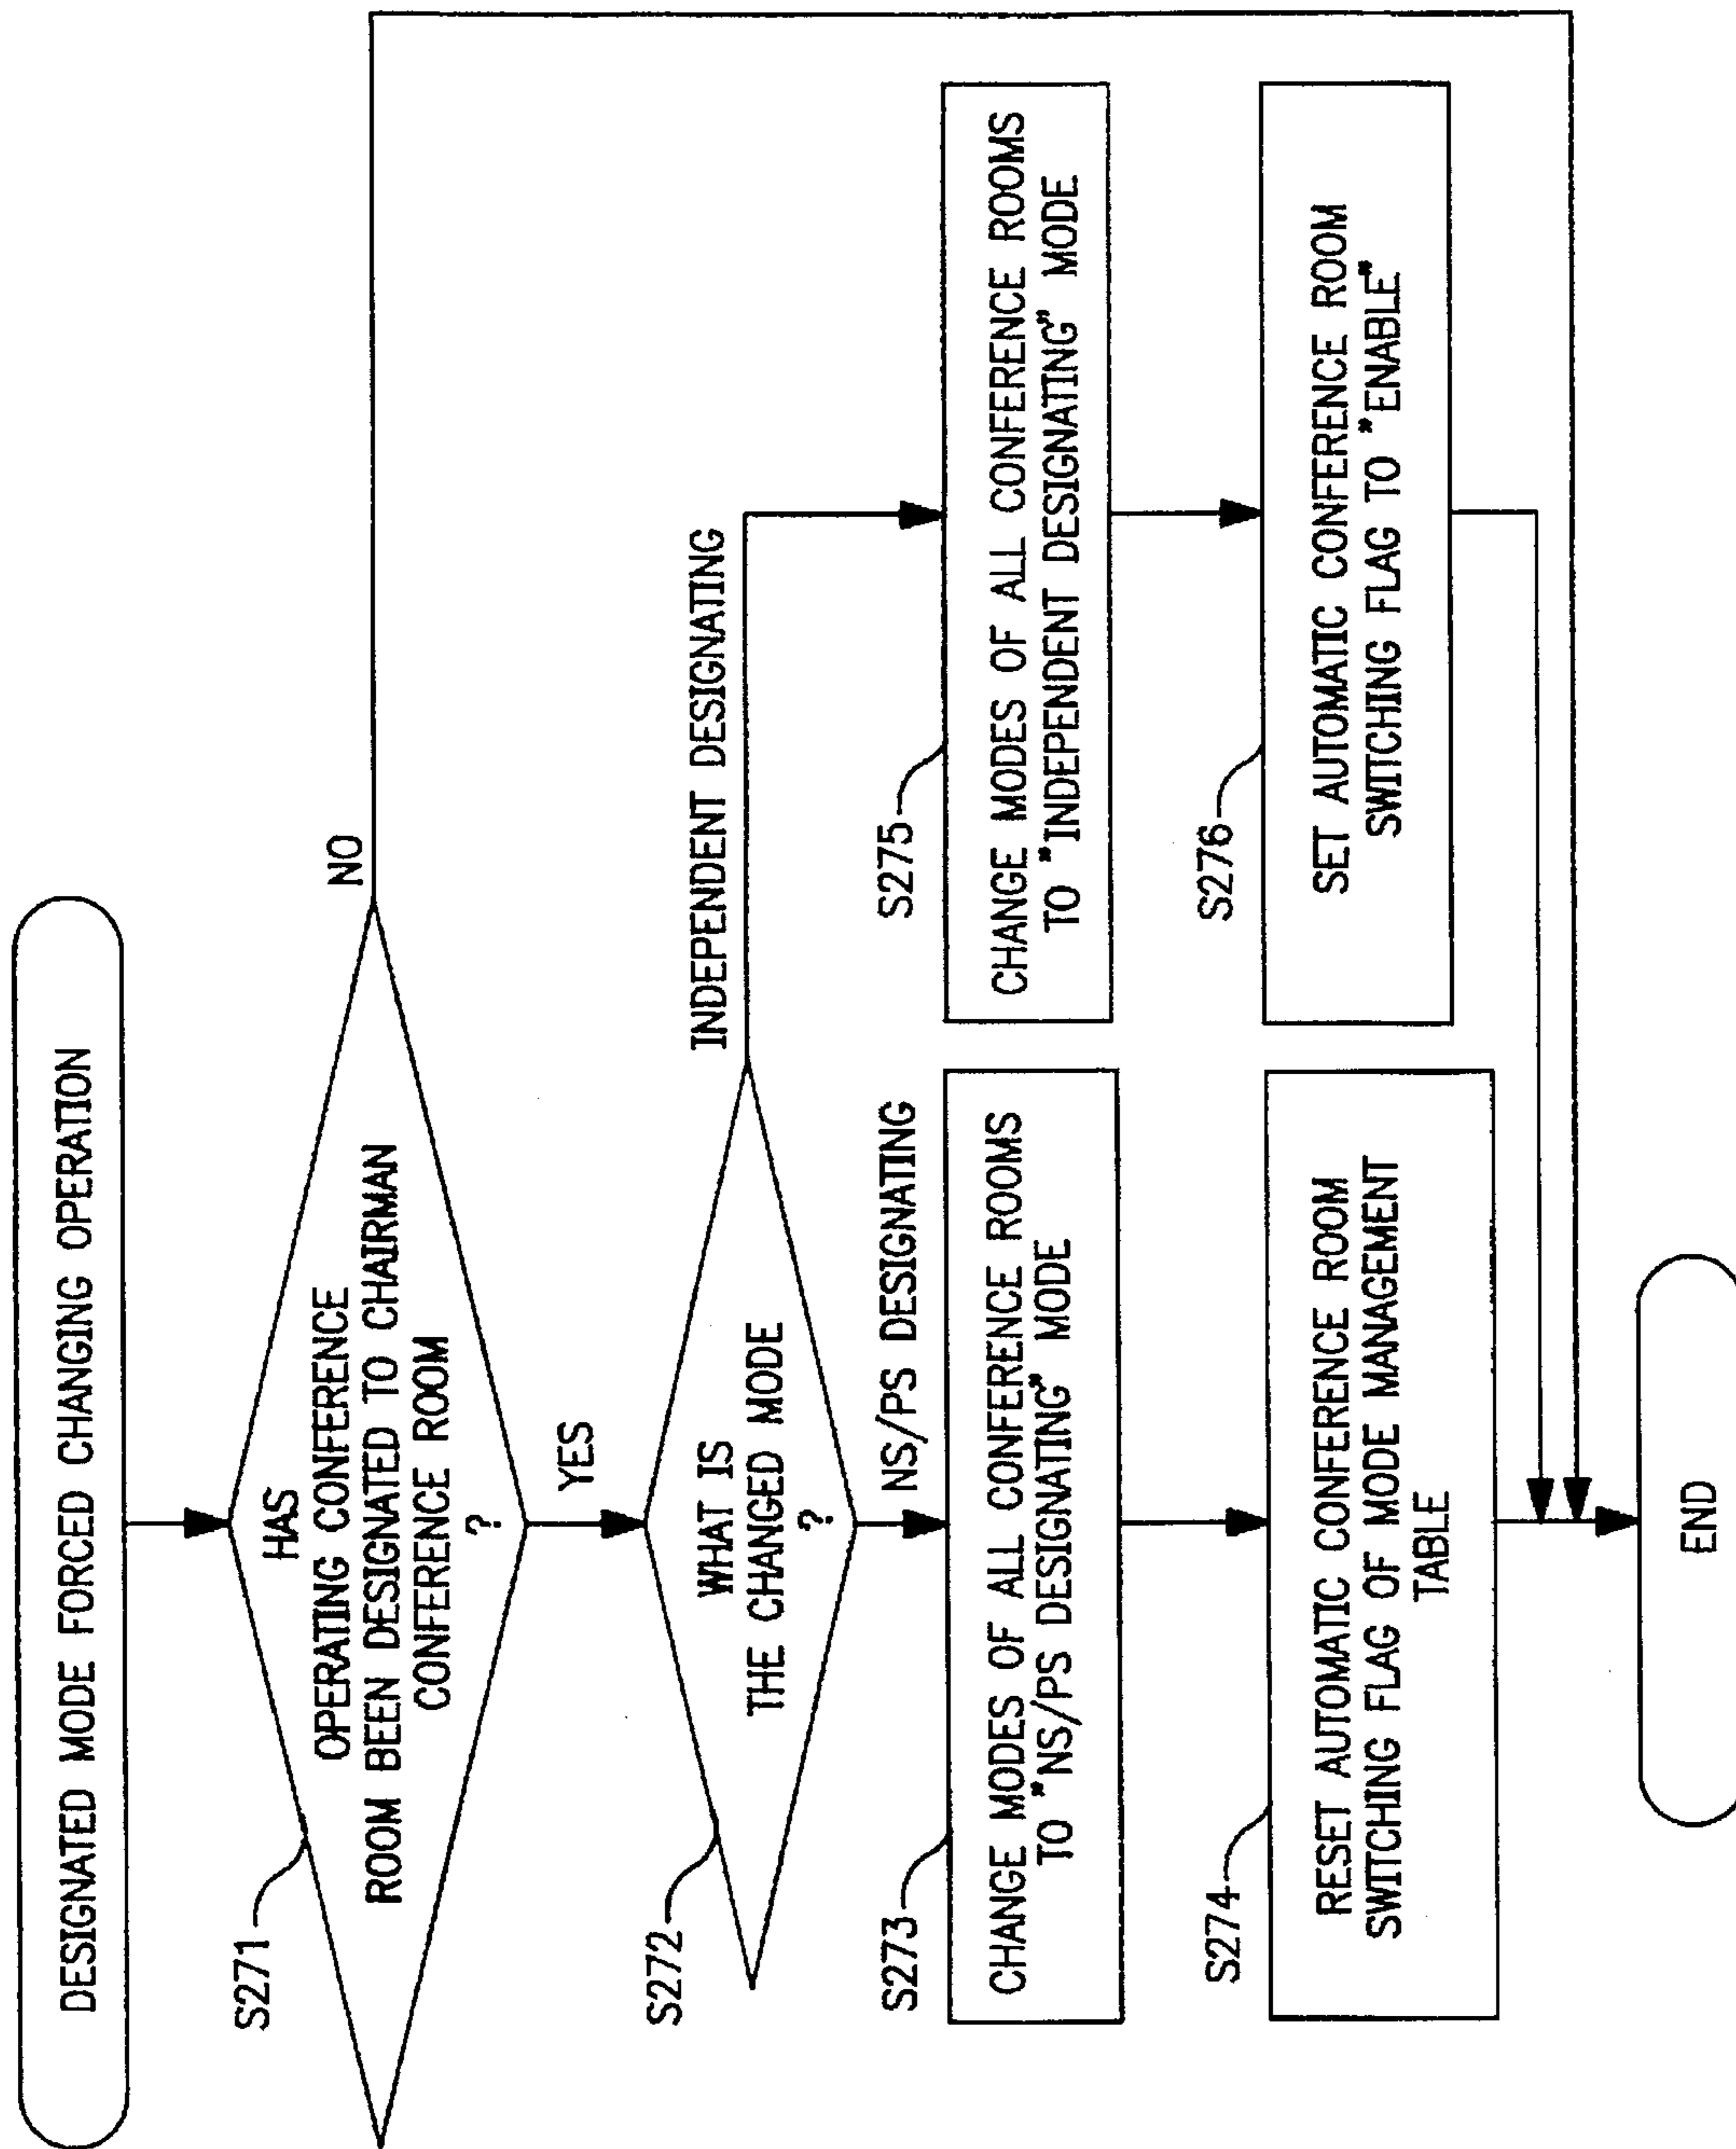 DESIGNATED MODE FORCED CHANGING OPERATION
S271
HAS
OPERATING CONFERENCE
ROOM BEEN DESIGNATED TO CHAIRMAN
CONFERENCE ROOM
?
NO
YES
S272
WHAT IS
THE CHANGED MODE
?
INDEPENDENT DESIGNATING
NS/PS DESIGNATING
S273
CHANGE MODES OF ALL CONFERENCE ROOMS
TO "NS/PS DESIGNATING" MODE
S275
CHANGE MODES OF ALL CONFERENCE ROOMS
TO "INDEPENDENT DESIGNATING" MODE
S274
RESET AUTOMATIC CONFERENCE ROOM
SWITCHING FLAG OF MODE MANAGEMENT
TABLE
S276
SET AUTOMATIC CONFERENCE ROOM
SWITCHING FLAG TO "ENABLE"
END